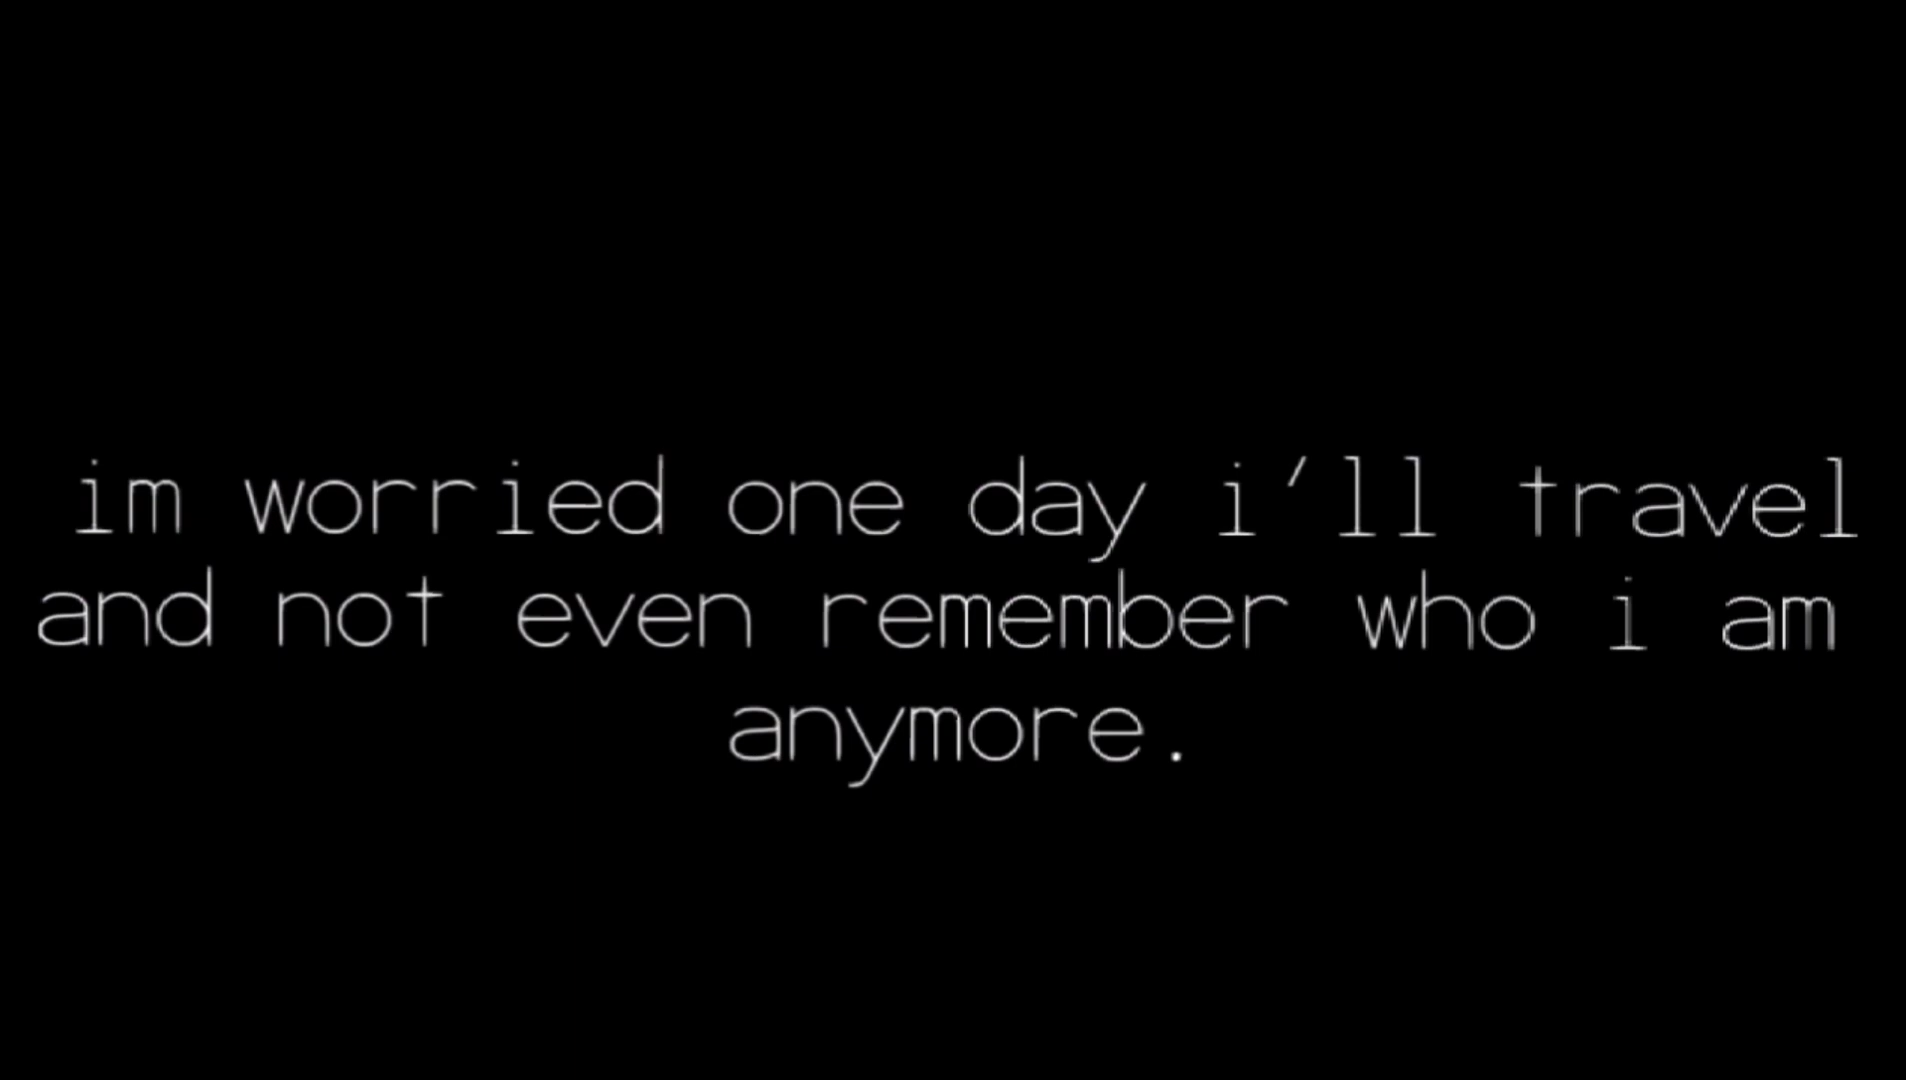 im worried one day i'll travel
and not even remember who i am
anymore.